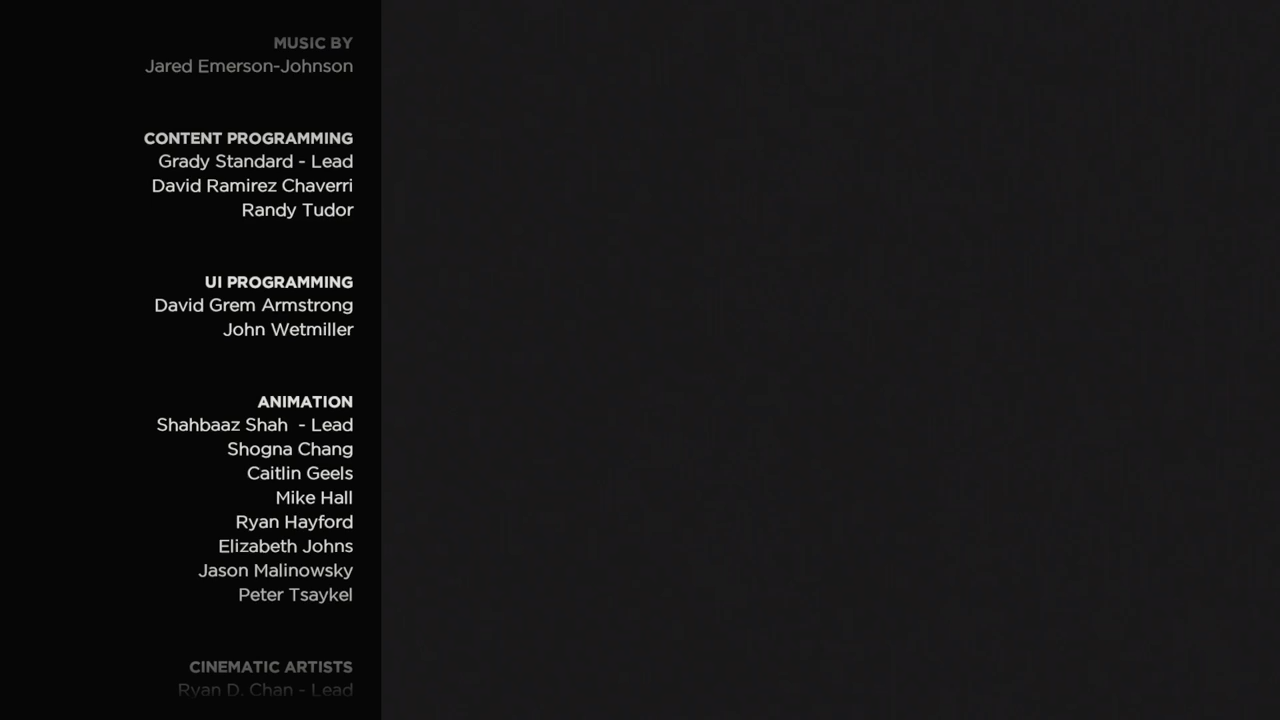 MUSIC BY
Jared Emerson-Johnson
CONTENT PROGRAMMING
Grady Standard - Lead
David Ramirez Chaverri
Randy Tudor
UI PROGRAMMING
David Grem Armstrong
John Wetmiller
ANIMATION
Shahbaaz Shah  - Lead
Shogna Chang
Caitlin Geels
Mike Hall
Ryan Hayford
Elizabeth Johns
Jason Malinowsky
Peter Tsaykel
CINEMATIC ARTISTS
Ryan D. Chan - Lead